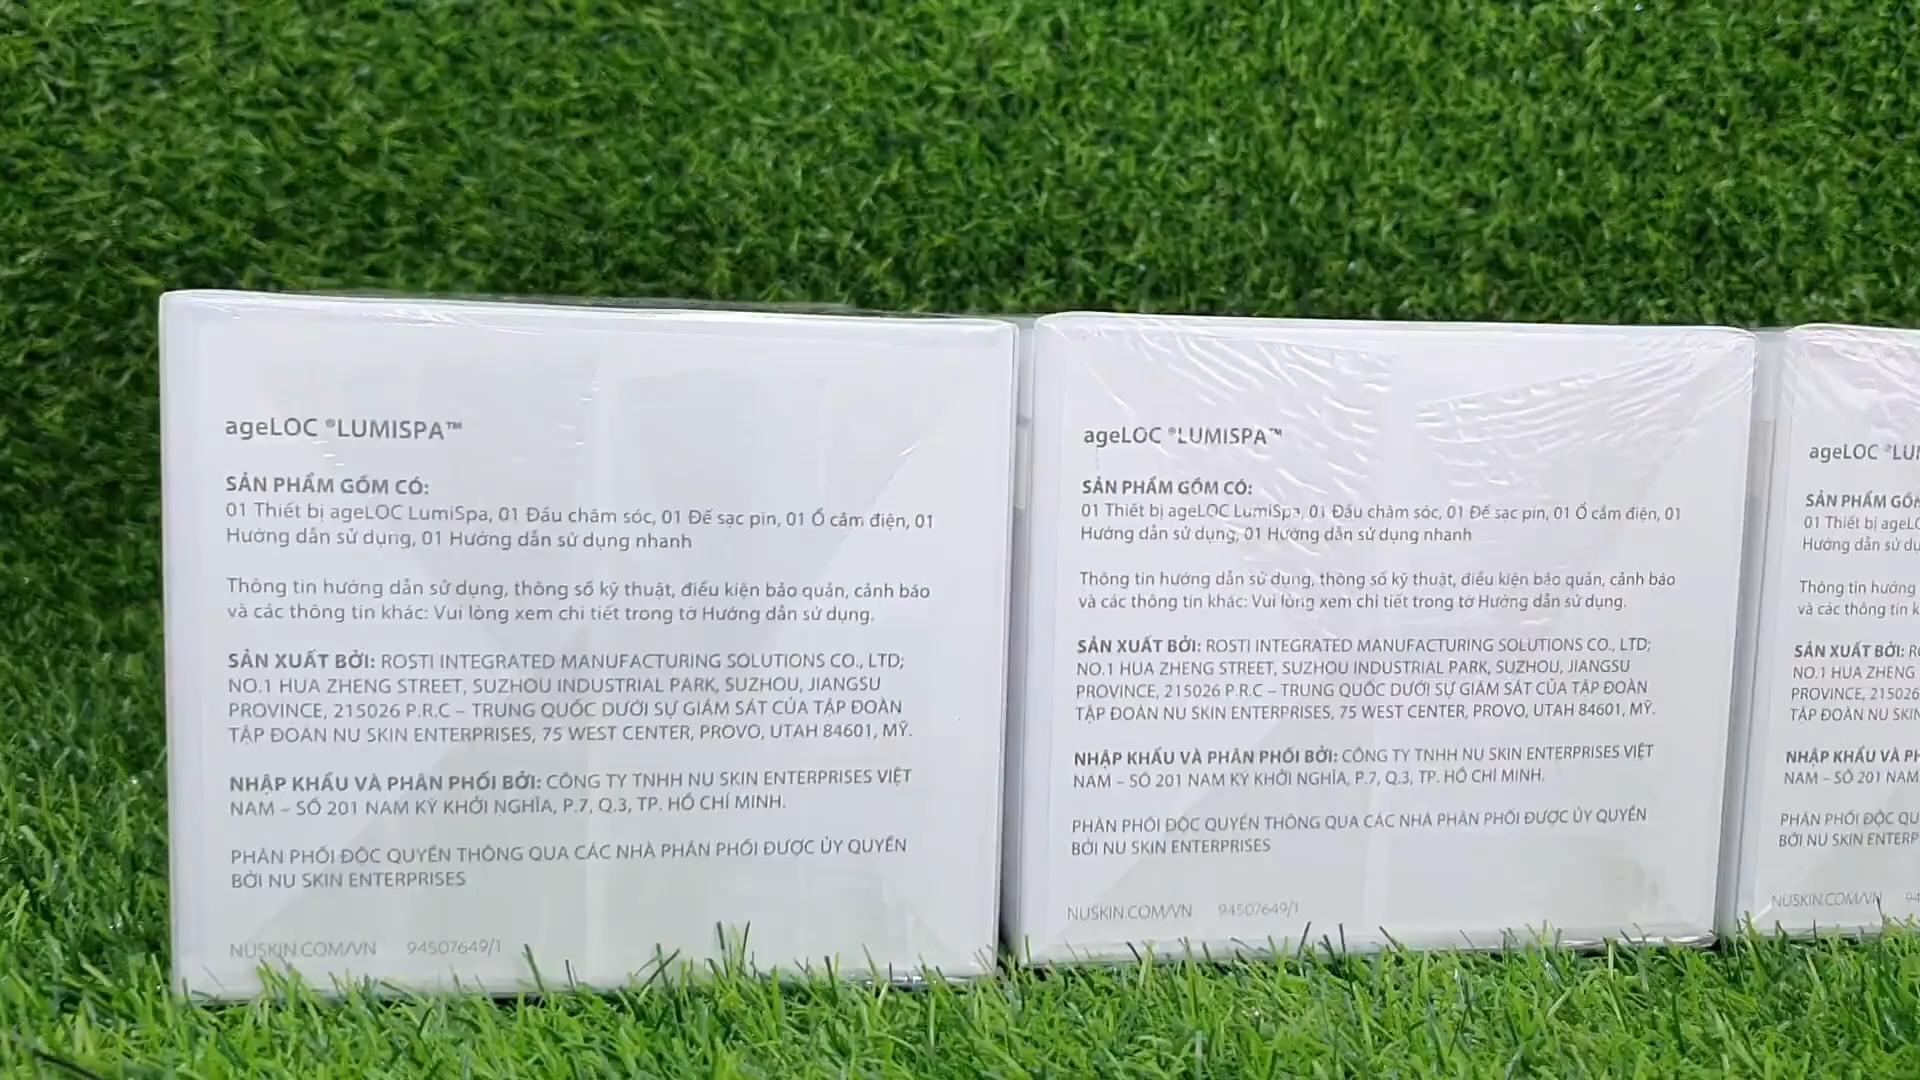 ageLOC ®LUMISPA™
SẢN PHẨM GỒM CÓ:
01 Thiết bị ageLOC LumiSpa, 01 Đầu chăm sóc, 01 Đế sạc pin, 01 Ổ cắm điện, 01
Hướng dẫn sử dụng, 01 Hướng dẫn sử dụng nhanh
Thông tin hướng dẫn sử dụng, thông số kỹ thuật, điều kiện bảo quản, cảnh báo
và các thông tin khác: Vui lòng xem chi tiết trong tờ Hướng dẫn sử dụng.
SẢN XUẤT BỞI: ROSTI INTEGRATED MANUFACTURING SOLUTIONS CO., LTD;
NO.1 HUA ZHENG STREET, SUZHOU INDUSTRIAL PARK, SUZHOU, JIANGSU
PROVINCE, 215026 P.R.C – TRUNG QUỐC DƯỚI SỰ GIÁM SÁT CỦA TẬP ĐOÀN
TẬP ĐOÀN NU SKIN ENTERPRISES, 75 WEST CENTER, PROVO, UTAH 84601, MỸ.
NHẬP KHẨU VÀ PHÂN PHỐI BỞI: CÔNG TY TNHH NU SKIN ENTERPRISES VIỆT
NAM – SỐ 201 NAM KỲ KHỞI NGHĨA, P.7, Q.3, TP. HỒ CHÍ MINH.
PHÂN PHỐI ĐỘC QUYỀN THÔNG QUA CÁC NHÀ PHÂN PHỐI ĐƯỢC ỦY QUYỀN
BỞI NU SKIN ENTERPRISES
NUSKIN.COM/VN 94507649/1
ageLOC ®LUMISPA™
SẢN PHẨM GỒM CÓ:
01 Thiết bị ageLOC LumiSpa, 01 Đầu chăm sóc, 01 Đế sạc pin, 01 Ổ cắm điện, 01
Hướng dẫn sử dụng, 01 Hướng dẫn sử dụng nhanh
Thông tin hướng dẫn sử dụng, thông số kỹ thuật, điều kiện bảo quản, cảnh báo
và các thông tin khác: Vui lòng xem chi tiết trong tờ Hướng dẫn sử dụng.
SẢN XUẤT BỞI: ROSTI INTEGRATED MANUFACTURING SOLUTIONS CO., LTD;
NO.1 HUA ZHENG STREET, SUZHOU INDUSTRIAL PARK, SUZHOU, JIANGSU
PROVINCE, 215026 P.R.C – TRUNG QUỐC DƯỚI SỰ GIÁM SÁT CỦA TẬP ĐOÀN
TẬP ĐOÀN NU SKIN ENTERPRISES, 75 WEST CENTER, PROVO, UTAH 84601, MỸ.
NHẬP KHẨU VÀ PHÂN PHỐI BỞI: CÔNG TY TNHH NU SKIN ENTERPRISES VIỆT
NAM – SỐ 201 NAM KỲ KHỞI NGHĨA, P.7, Q.3, TP. HỒ CHÍ MINH.
PHÂN PHỐI ĐỘC QUYỀN THÔNG QUA CÁC NHÀ PHÂN PHỐI ĐƯỢC ỦY QUYỀN
BỞI NU SKIN ENTERPRISES
NUSKIN.COM/VN 94507649/1
ageLOC
SẢN PHẨM
01 Thiết bị
Hướng dẫn sử
Thông tin hướng
và các thông tin
SẢN XUẤT BỞI:
NO.1 HUA ZHENG
PROVINCE, 215026
TẬP ĐOÀN NU SKIN
NHẬP KHẨU VÀ
NAM – SỐ 201 NAM
PHÂN PHỐI ĐỘC
BỞI NU SKIN
NUSKIN.COM/VN